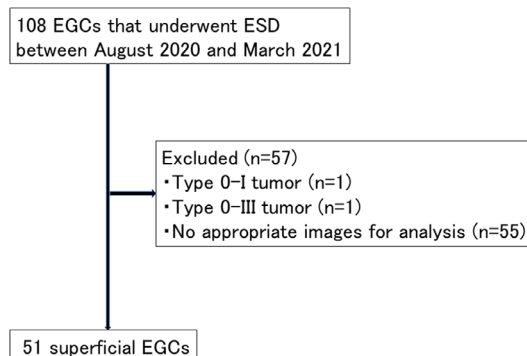 108 EGCs that underwent ESD
between August 2020 and March 2021
Excluded (n=57)
・Type 0-I tumor (n=1)
・Type 0-III tumor (n=1)
・No appropriate images for analysis (n=55)
51 superficial EGCs